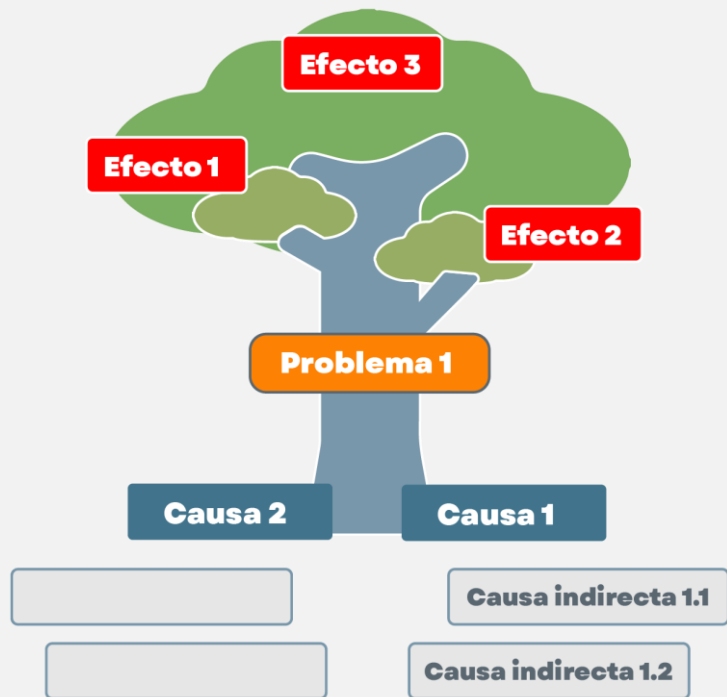 Efecto 3
Efecto 1
Efecto 2
Problema 1
Causa 2
Causa 1
Causa indirecta 1.1
Causa indirecta 1.2